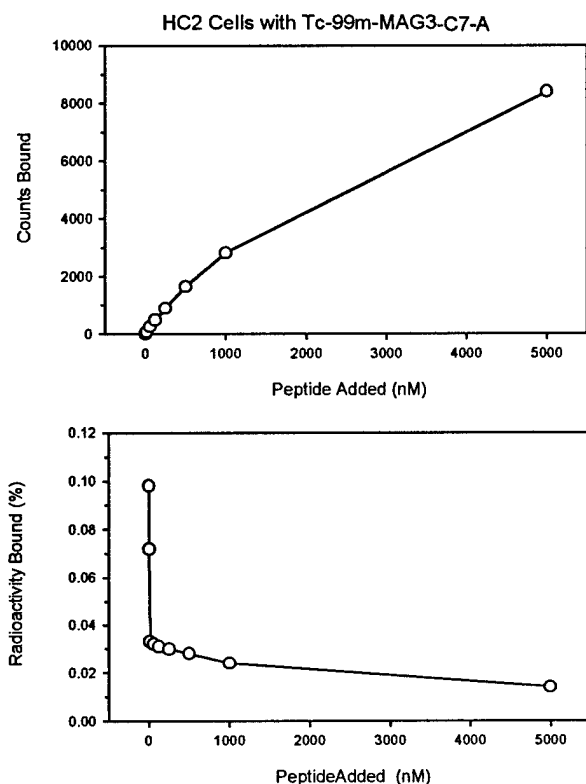 HC2 Cells with Tc-99m-MAG3-C7-A
10000
8000
6000
4000
2000
0
Counts Bound
0 1000 2000 3000 4000 5000
Peptide Added (nM)
0.12
0.10
0.08
0.06
0.04
0.02
0.00
Radioactivity Bound (%)
0 1000 2000 3000 4000 5000
PeptideAdded (nM)